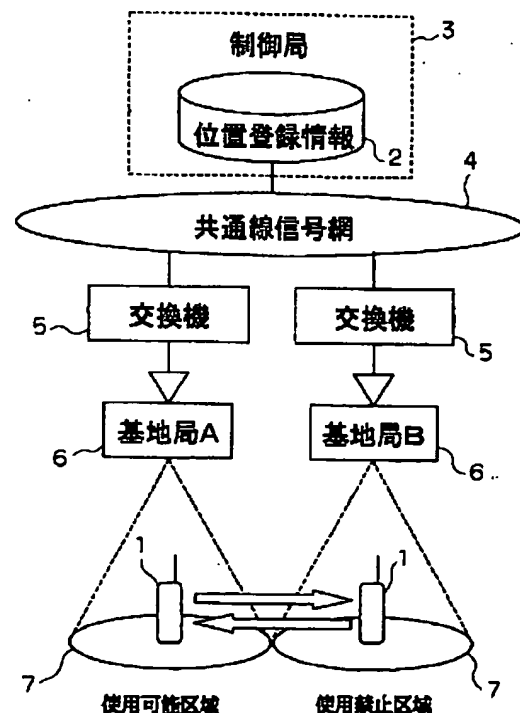 制御局
3
位置登録情報
2
4
共通線信号網
交換機
5
交換機
5
基地局A
6
基地局B
6
1
1
7
7
使用可能区域
使用禁止区域